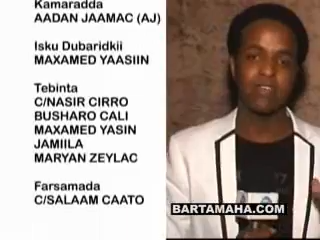 Kamaradda
AADAN JAAMAC (AJ)
Isku Dubaridkii
MAXAMED YAASIIN
Tebinta
C/NASIR CIRRO
BUSHARO CALI
MAXAMED YASIN
JAMIILA
MARYAN ZEYLAC
Farsamada
C/SALAAM CAATO
BARTAMAHA.COM